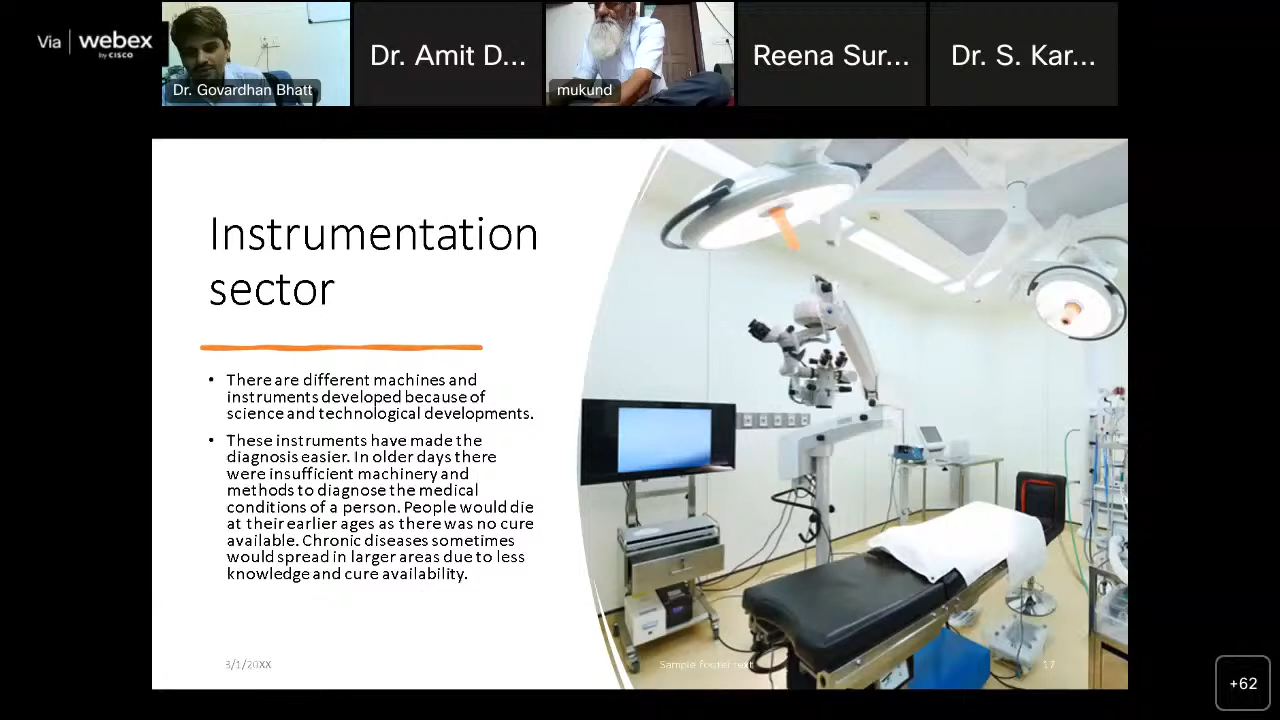 Via webex
by CISCO
Dr. Govardhan Bhatt
Dr. Amit D...
mukund
Reena Sur...
Dr. S. Kar...
Instrumentation
sector
• There are different machines and
instruments developed because of
science and technological developments.
• These instruments have made the
diagnosis easier. In older days there
were insufficient machinery and
methods to diagnose the medical
conditions of a person. People would die
at their earlier ages as there was no cure
available. Chronic diseases sometimes
would spread in larger areas due to less
knowledge and cure availability.
8/1/20XX
Sample footer text
17
+62